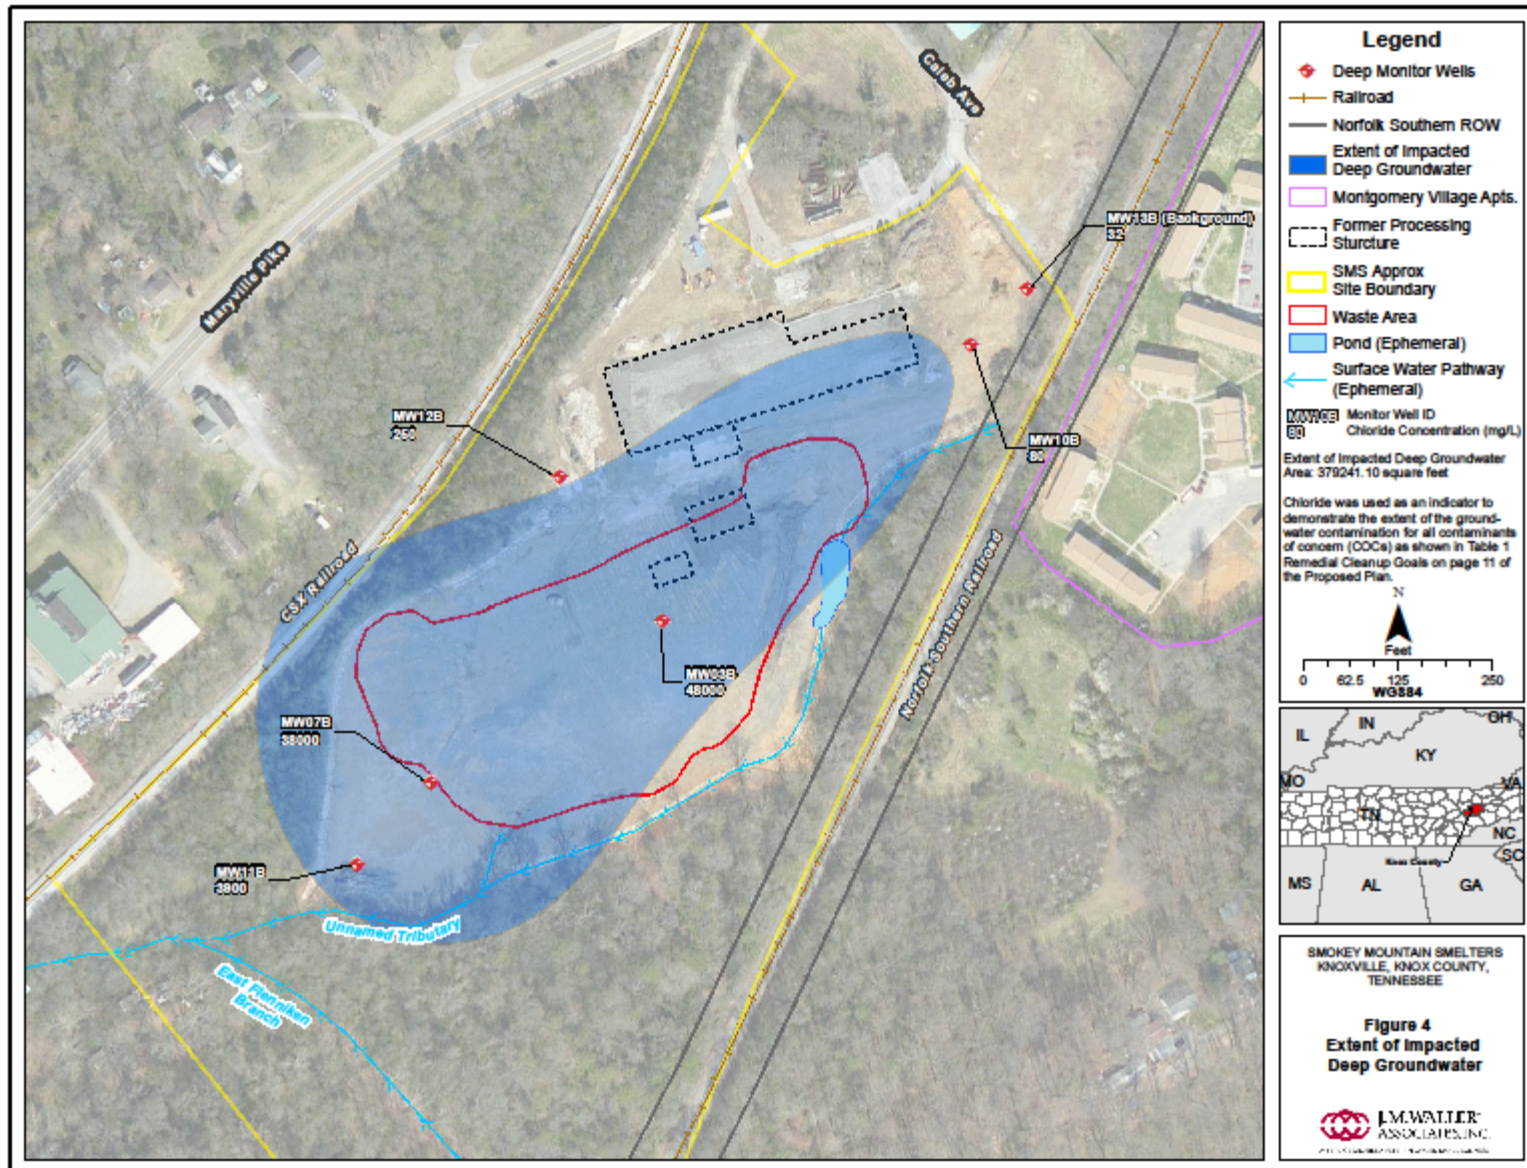 Maryville Pike
Caleb Ave
MW13B (Background)
32
MW12B
250
MW10B
80
CSX Railroad
MW03B
48000
MW07B
38000
Norfolk Southern Railroad
MW11B
3800
Unnamed Tributary
East Flenniken
Branch
Legend
Deep Monitor Wells
Railroad
Norfolk Southern ROW
Extent of Impacted
Deep Groundwater
Montgomery Village Apts.
Former Processing
Sturcture
SMS Approx
Site Boundary
Waste Area
Pond (Ephemeral)
Surface Water Pathway
(Ephemeral)
MW10B Monitor Well ID
80 Chloride Concentration (mg/L)
Extent of Impacted Deep Groundwater
Area: 379241.10 square feet
Chloride was used as an indicator to
demonstrate the extent of the ground-
water contamination for all contaminants
of concern (COCs) as shown in Table 1
Remedial Cleanup Goals on page 11 of
the Proposed Plan.
N
Feet
0 62.5 125 250
WGS84
IL
IN
OH
KY
MO
VA
TN
NC
Knox County
SC
MS
AL
GA
SMOKEY MOUNTAIN SMELTERS
KNOXVILLE, KNOX COUNTY,
TENNESSEE
Figure 4
Extent of Impacted
Deep Groundwater
J.M. WALLER
ASSOCIATES, INC.